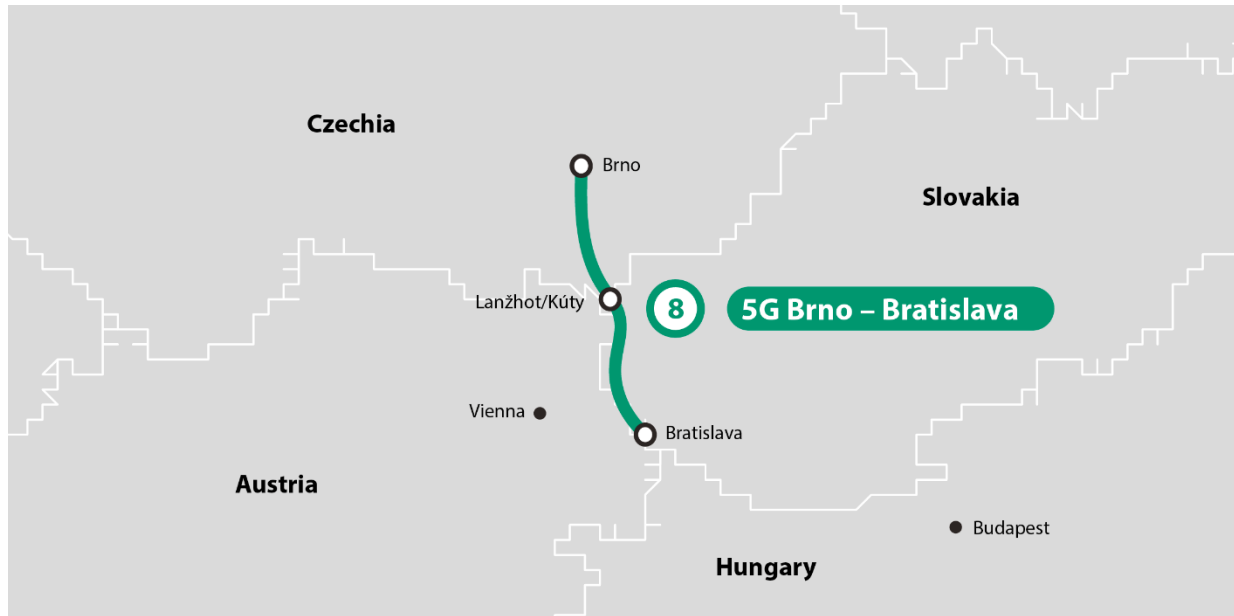 Czechia
Brno
Slovakia
Lanžhot/Kúty
8
5G Brno – Bratislava
Vienna
Bratislava
Austria
Budapest
Hungary